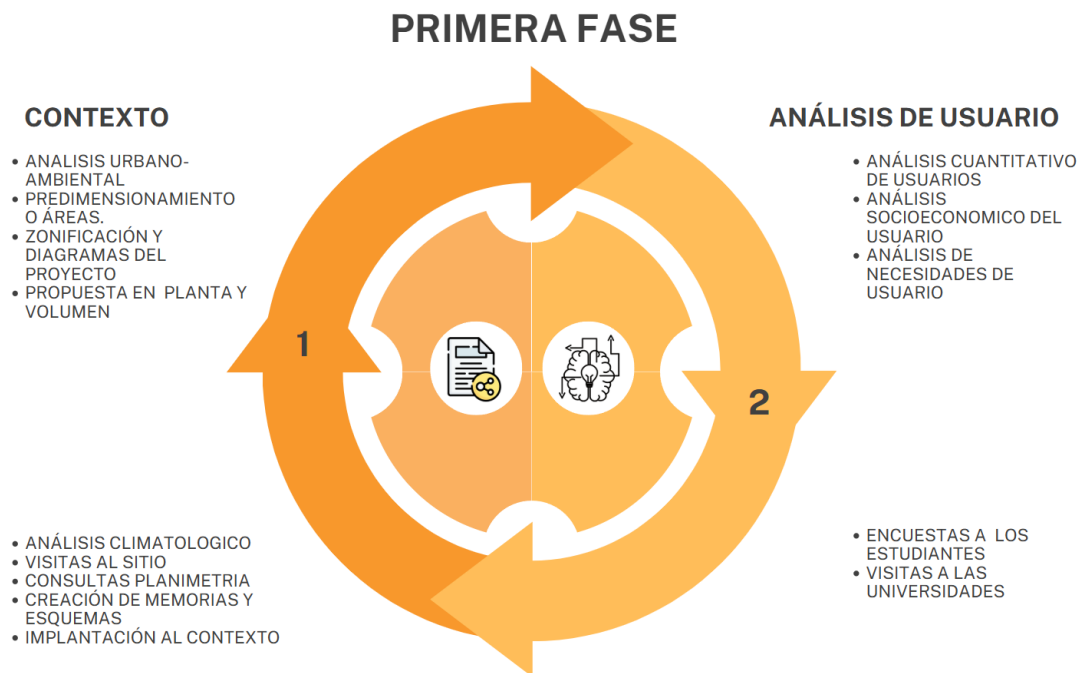 PRIMERA FASE
CONTEXTO
• ANALISIS URBANO-
AMBIENTAL
• PREDIMENSIONAMIENTO
O ÁREAS.
• ZONIFICACIÓN Y
DIAGRAMAS DEL
PROYECTO
• PROPUESTA EN PLANTA Y
VOLUMEN
1
• ANÁLISIS CLIMATOLOGICO
• VISITAS AL SITIO
• CONSULTAS PLANIMETRIA
• CREACIÓN DE MEMORIAS Y
ESQUEMAS
• IMPLANTACIÓN AL CONTEXTO
ANÁLISIS DE USUARIO
• ANÁLISIS CUANTITATIVO
DE USUARIOS
• ANÁLISIS
SOCIOECONOMICO DEL
USUARIO
• ANÁLISIS DE
NECESIDADES DE
USUARIO
2
• ENCUESTAS A LOS
ESTUDIANTES
• VISITAS A LAS
UNIVERSIDADES